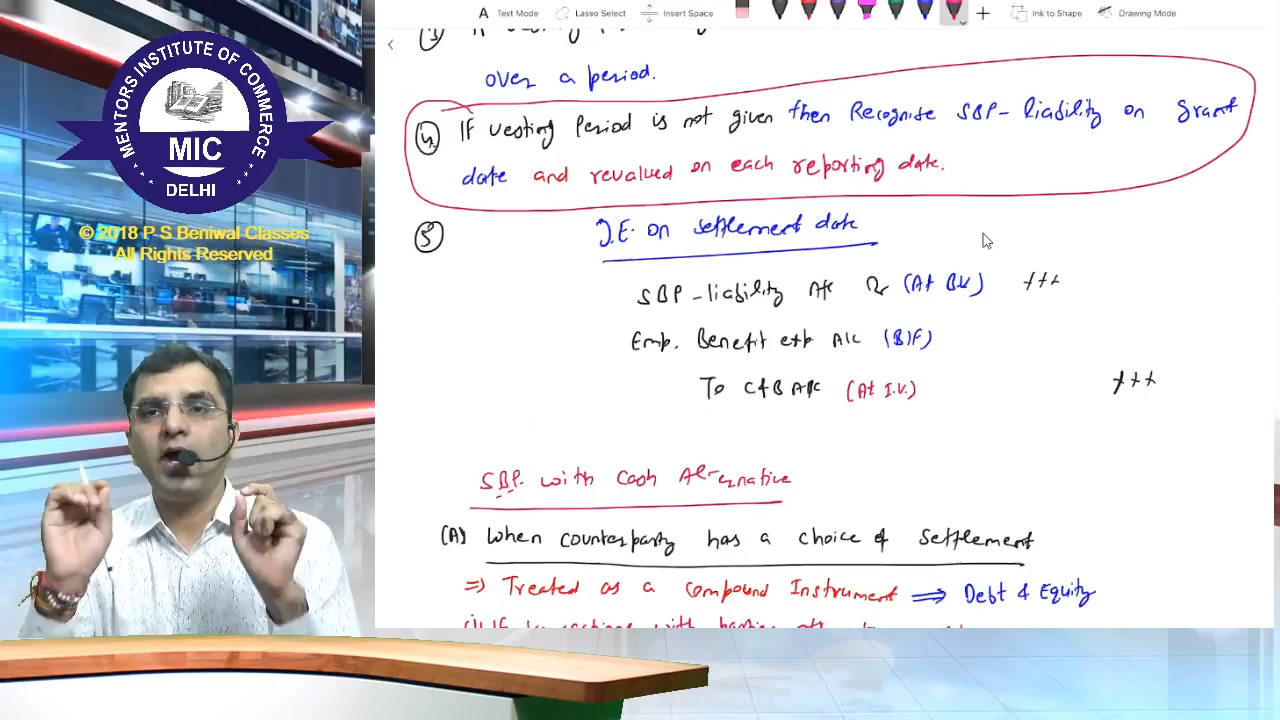 Text Mode Lasso Select Insert Space Ink to Shape Drawing Mode
MENTORS INSTITUTE OF COMMERCE
MIC
DELHI
© 2018 P S Beniwal Classes
All Rights Reserved
over a period.
4. If vesting Period is not given then Recognise SBP-liability on Grant
date and revalued on each reporting date.
5 J.E. on settlement date
SBP-liability A/c Dr (At B.V) +++
Emp. Benefit exp A/c (B/F)
To C&B A/c (At I.V.) +++
SBP with Cash Alternative
(A) When counterparty has a choice of Settlement
⇒ Treated as a compound Instrument ⇒ Debt & Equity